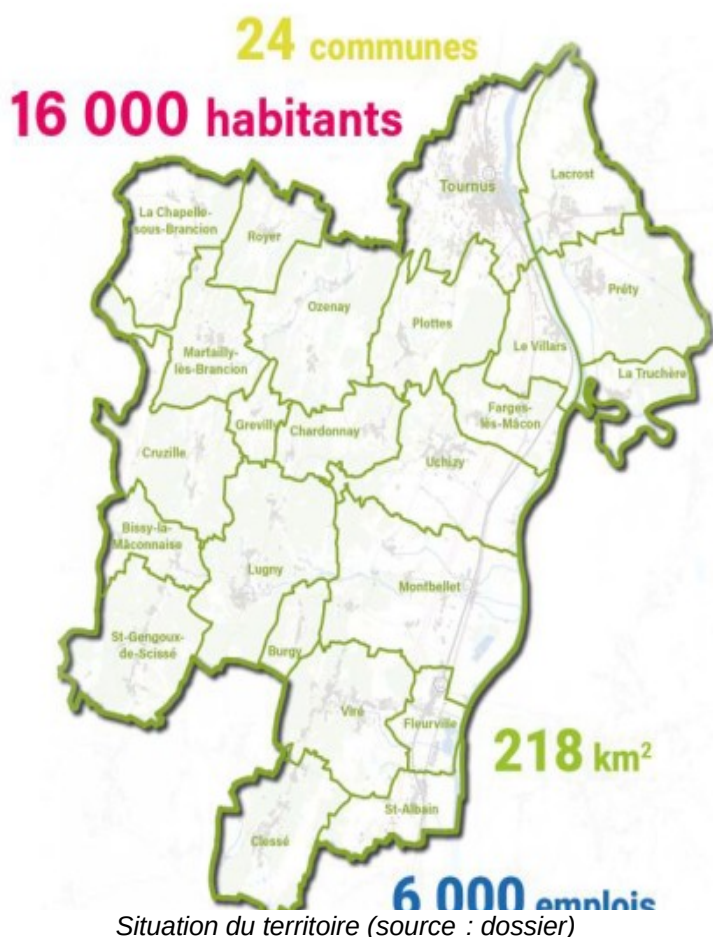 24 communes
16 000 habitants
Tournus
Lacrost
La Chapelle-
sous-Brancion
Royer
Préty
Ozenay
Plottes
Le Villars
Martailly-
lès-Brancion
La Truchère
Farges-
lès-Mâcon
Grevilly
Chardonnay
Cruzille
Uchizy
Bissy-la-
Mâconnaise
Lugny
Montbellet
St-Gengoux-
de-Scissé
Burgy
Viré
Fleurville
218 km²
St-Albain
Clessé
6 000 emplois
Situation du territoire (source : dossier)